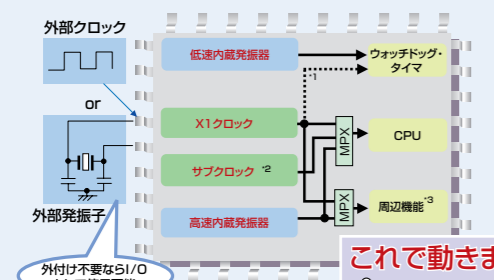 外部クロック
or
外部発振子
外付け不要ならI/O
低速内蔵発振器
ウォッチドッグ・
タイマ
*1
X1クロック
サブクロック *2
高速内蔵発振器
MPX
CPU
MPX
周辺機能*3
これで動きま